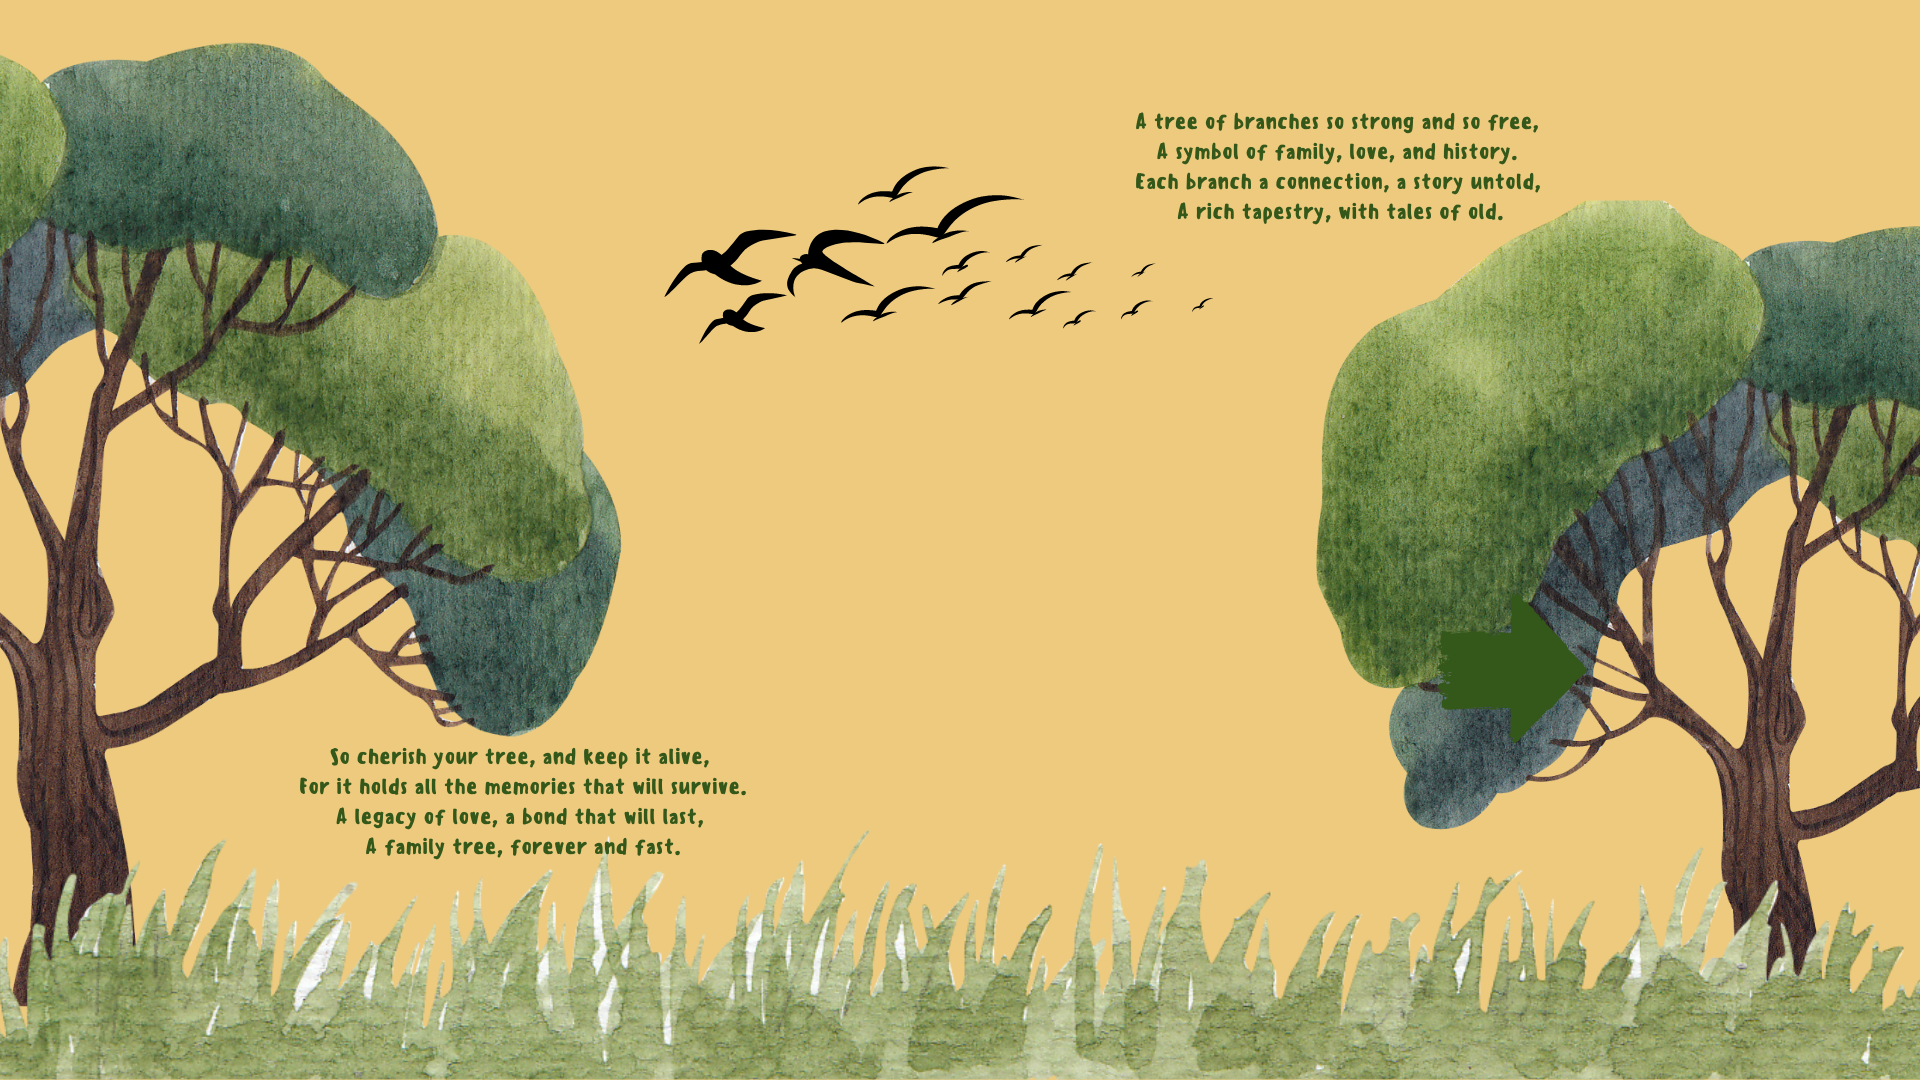 A tree of branches so strong and so free,
A symbol of family, love, and history.
Each branch a connection, a story untold,
A rich tapestry, with tales of old.
So cherish your tree, and keep it alive,
For it holds all the memories that will survive.
A legacy of love, a bond that will last,
A family tree, forever and fast.